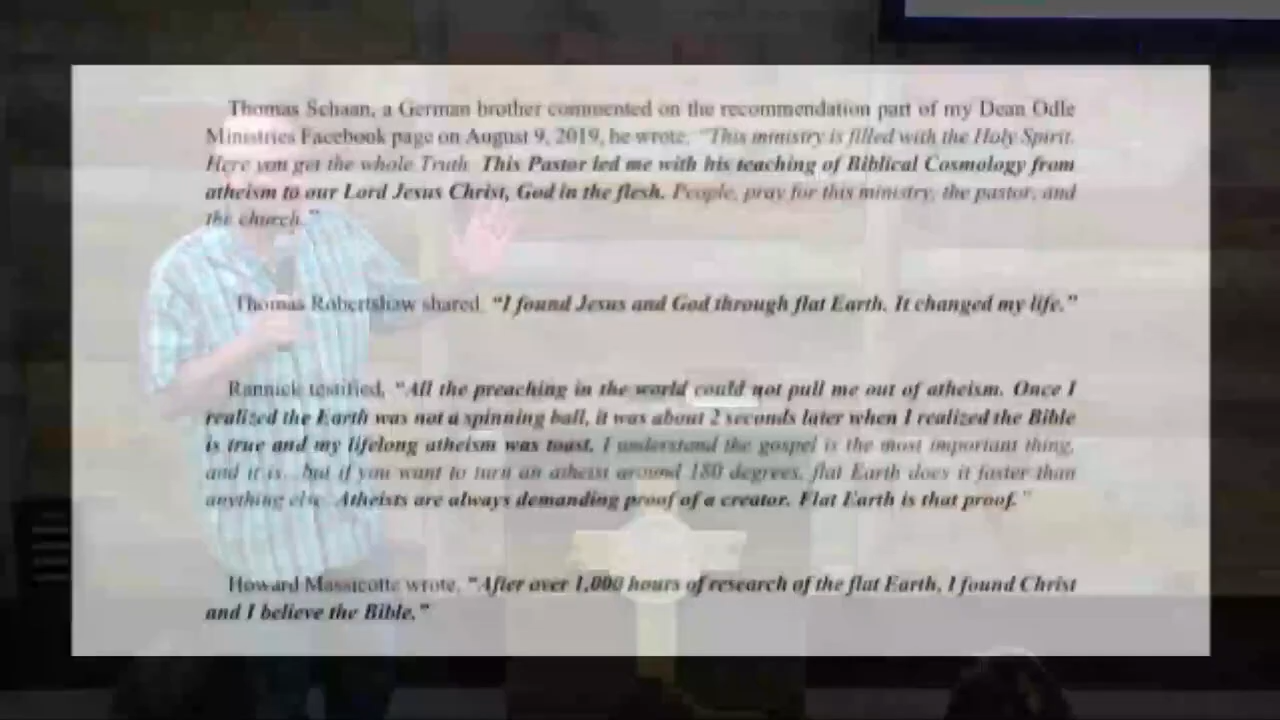 Thomas Schaan, a German brother commented on the recommendation part of my Dean Odle
Ministries Facebook page on August 9, 2019, he wrote, "This ministry is filled with the Holy Spirit.
Here you get the whole Truth. This Pastor led me with his teaching of Biblical Cosmology from
atheism to our Lord Jesus Christ, God in the flesh. People, pray for this ministry, the pastor, and
the church."
Thomas Robertshaw shared, "I found Jesus and God through flat Earth. It changed my life."
Rannick testified, "All the preaching in the world could not pull me out of atheism. Once I
realized the Earth was not a spinning ball, it was about 2 seconds later when I realized the Bible
is true and my lifelong atheism was toast. I understand the gospel is the most important thing,
and it is.. but if you want to turn an atheist around 180 degrees, flat Earth does it faster than
anything else. Atheists are always demanding proof of a creator. Flat Earth is that proof."
Howard Massicotte wrote, "After over 1,000 hours of research of the flat Earth, I found Christ
and I believe the Bible."